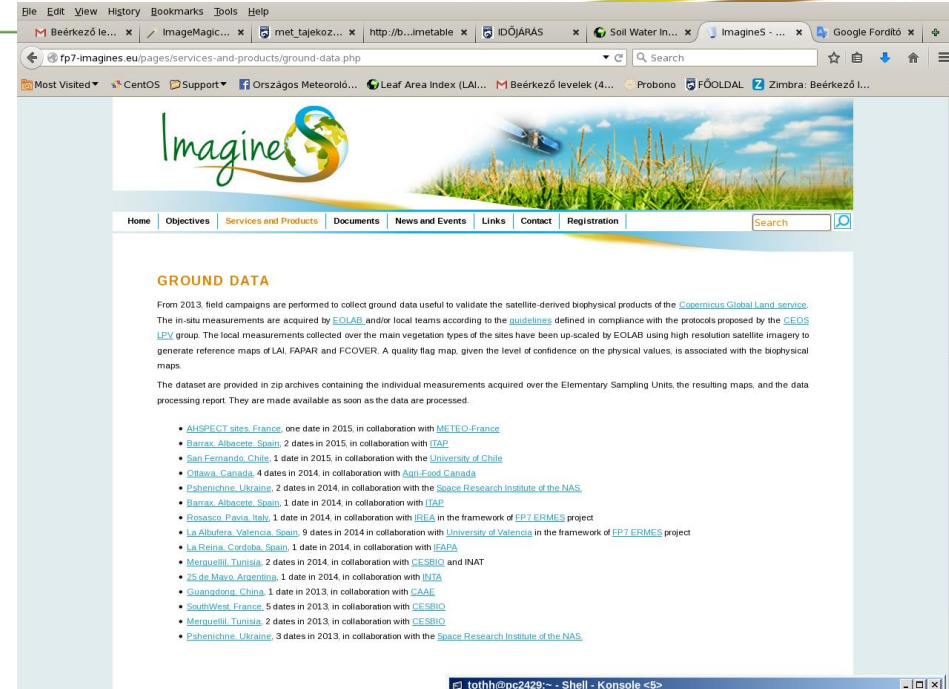 File Edit View History Bookmarks Tools Help
Beérkező le... × ImageMagic... × met_tajekoz... × http://b...imetable × IDŐJÁRÁS × Soil Water In... × ImagineS - ... × Google Fordító ×
fp7-imagines.eu/pages/services-and-products/ground-data.php Search
Most Visited CentOS Support Országos Meteoroló... Leaf Area Index (LAI... Beérkező levelek (4... Probono FŐOLDAL Zimbra: Beérkező l...
ImagineS
Home Objectives Services and Products Documents News and Events Links Contact Registration Search
GROUND DATA
From 2013, field campaigns are performed to collect ground data useful to validate the satellite-derived biophysical products of the Copernicus Global Land service.
The in-situ measurements are acquired by EOLAB and/or local teams according to the guidelines defined in compliance with the protocols proposed by the CEOS
LPV group. The local measurements collected over the main vegetation types of the sites have been up-scaled by EOLAB using high resolution satellite imagery to
generate reference maps of LAI, FAPAR and FCOVER. A quality flag map, given the level of confidence on the physical values, is associated with the biophysical
maps.
The dataset are provided in zip archives containing the individual measurements acquired over the Elementary Sampling Units, the resulting maps, and the data
processing report. They are made available as soon as the data are processed.
• AHSPECT sites, France, one date in 2015, in collaboration with METEO-France
• Barrax, Albacete, Spain, 2 dates in 2015, in collaboration with ITAP
• San Fernando, Chile, 1 date in 2015, in collaboration with the University of Chile
• Ottawa, Canada, 4 dates in 2014, in collaboration with Agri-Food Canada
• Pshenichne, Ukraine, 2 dates in 2014, in collaboration with the Space Research Institute of the NAS.
• Barrax, Albacete, Spain, 1 date in 2014, in collaboration with ITAP
• Rosasco, Pavia, Italy, 1 date in 2014, in collaboration with IREA in the framework of FP7 ERMES project
• La Albufera, Valencia, Spain, 9 dates in 2014 in collaboration with University of Valencia in the framework of FP7 ERMES project
• La Reina, Cordoba, Spain, 1 date in 2014, in collaboration with IFAPA
• Merguellil, Tunisia, 2 dates in 2014, in collaboration with CESBIO and INAT
• 25 de Mayo, Argentina, 1 date in 2014, in collaboration with INTA
• Guangdong, China, 1 date in 2013, in collaboration with CAAE
• SouthWest, France, 5 dates in 2013, in collaboration with CESBIO
• Merguellil, Tunisia, 2 dates in 2013, in collaboration with CESBIO
• Pshenichne, Ukraine, 3 dates in 2013, in collaboration with the Space Research Institute of the NAS.
tothh@pc2429:~ - Shell - Konsole <5>